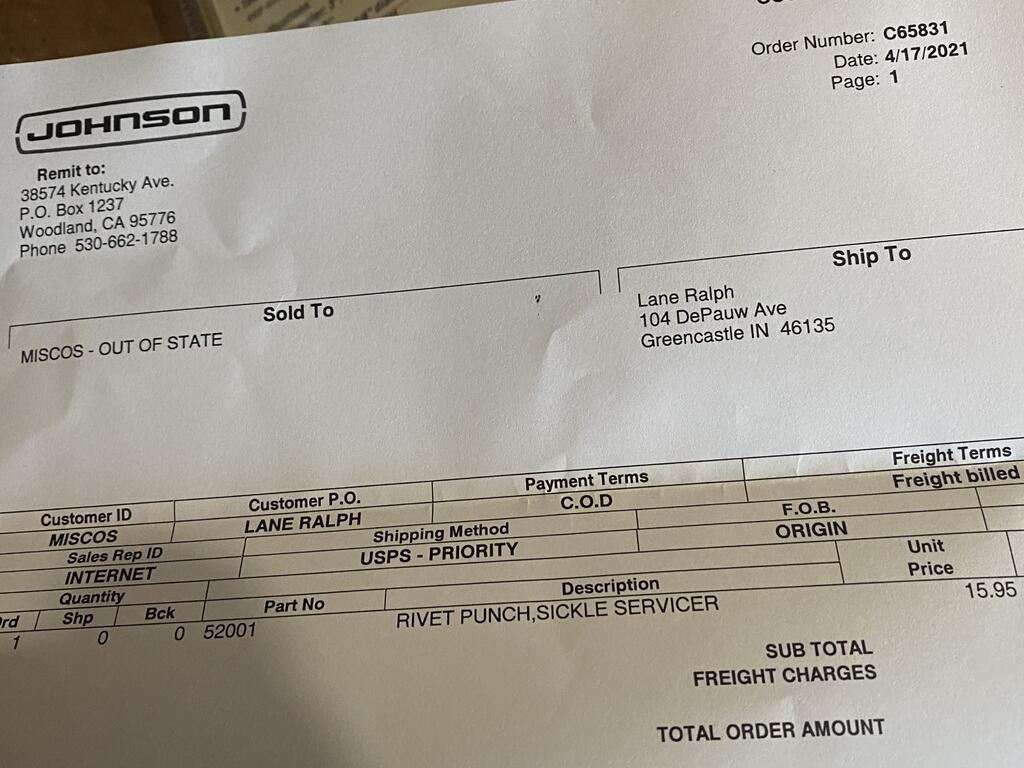 Order Number: C65831
Date: 4/17/2021
Page: 1
JOHNSON
Remit to:
38574 Kentucky Ave.
P.O. Box 1237
Woodland, CA 95776
Phone 530-662-1788
Sold To
MISCOS - OUT OF STATE
Ship To
Lane Ralph
104 DePauw Ave
Greencastle IN 46135
Customer ID Customer P.O. Payment Terms Freight Terms
MISCOS LANE RALPH C.O.D Freight billed
Sales Rep ID Shipping Method F.O.B.
INTERNET USPS - PRIORITY ORIGIN
Quantity
Shp Bck Part No Description Unit Price
1 0 0 52001 RIVET PUNCH,SICKLE SERVICER 15.95
SUB TOTAL
FREIGHT CHARGES
TOTAL ORDER AMOUNT